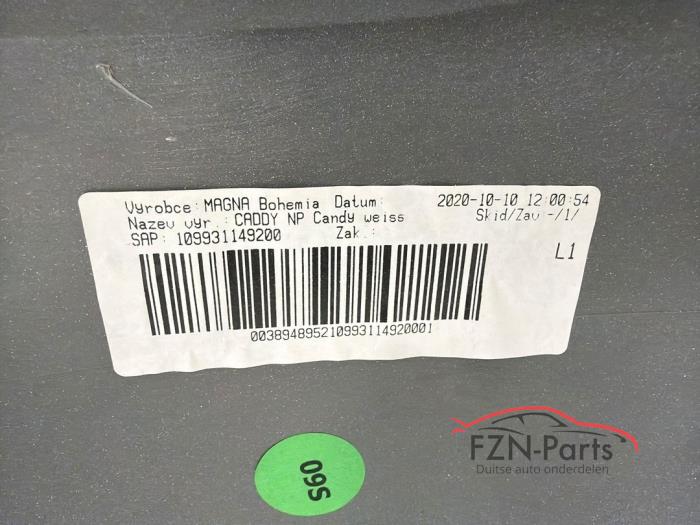 Vyrobce: MAGNA Bohemia Datum: 2020-10-10 12:00:54
Nazev vyr.: CADDY NP Candy weiss Skid/Zav -/1/
SAP: 109931149200 Zak.:
L1
003894895210993114920001
FZN-Parts
Duitse auto onderdelen
S60